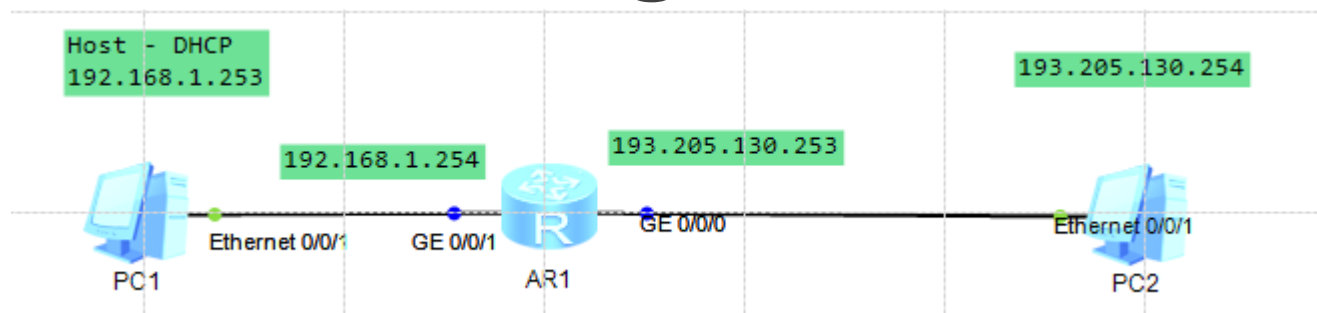 Host - DHCP
192.168.1.253
193.205.130.254
192.168.1.254
193.205.130.253
Ethernet 0/0/1
GE 0/0/1
R
GE 0/0/0
Ethernet 0/0/1
PC1
AR1
PC2